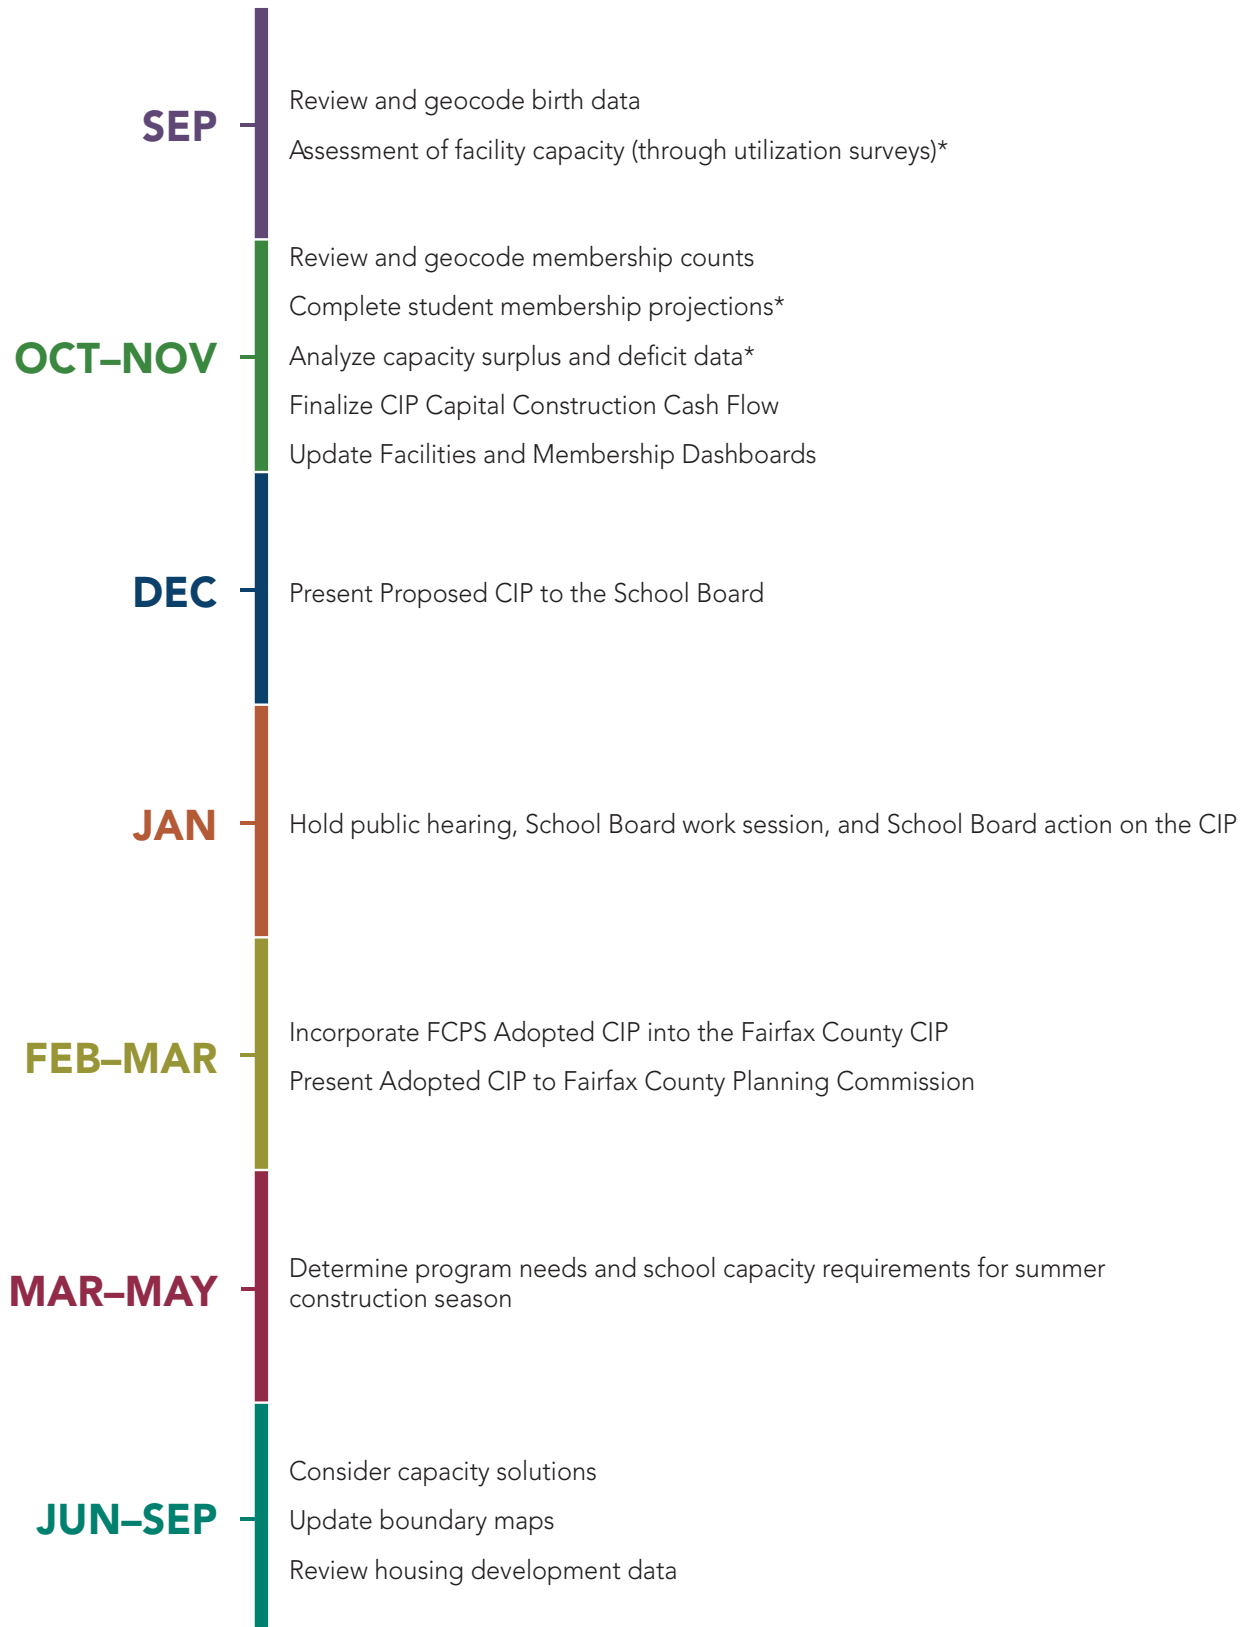 SEP
Review and geocode birth data
Assessment of facility capacity (through utilization surveys)*
OCT–NOV
Review and geocode membership counts
Complete student membership projections*
Analyze capacity surplus and deficit data*
Finalize CIP Capital Construction Cash Flow
Update Facilities and Membership Dashboards
DEC
Present Proposed CIP to the School Board
JAN
Hold public hearing, School Board work session, and School Board action on the CIP
FEB–MAR
Incorporate FCPS Adopted CIP into the Fairfax County CIP
Present Adopted CIP to Fairfax County Planning Commission
MAR–MAY
Determine program needs and school capacity requirements for summer
construction season
JUN–SEP
Consider capacity solutions
Update boundary maps
Review housing development data